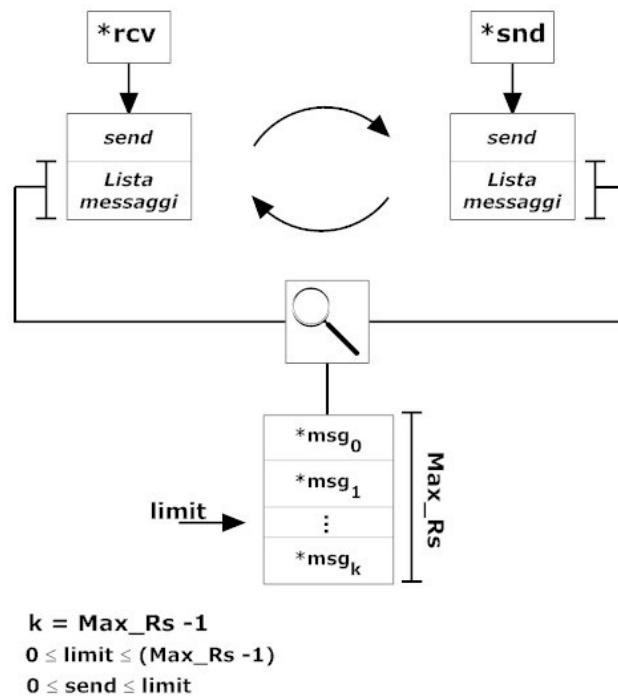 *rcv
*snd
send
Lista
messaggi
send
Lista
messaggi
*msg0
*msg1
⋮
*msgk
limit
Max_Rs
k = Max_Rs -1
0 ≤ limit ≤ (Max_Rs -1)
0 ≤ send ≤ limit